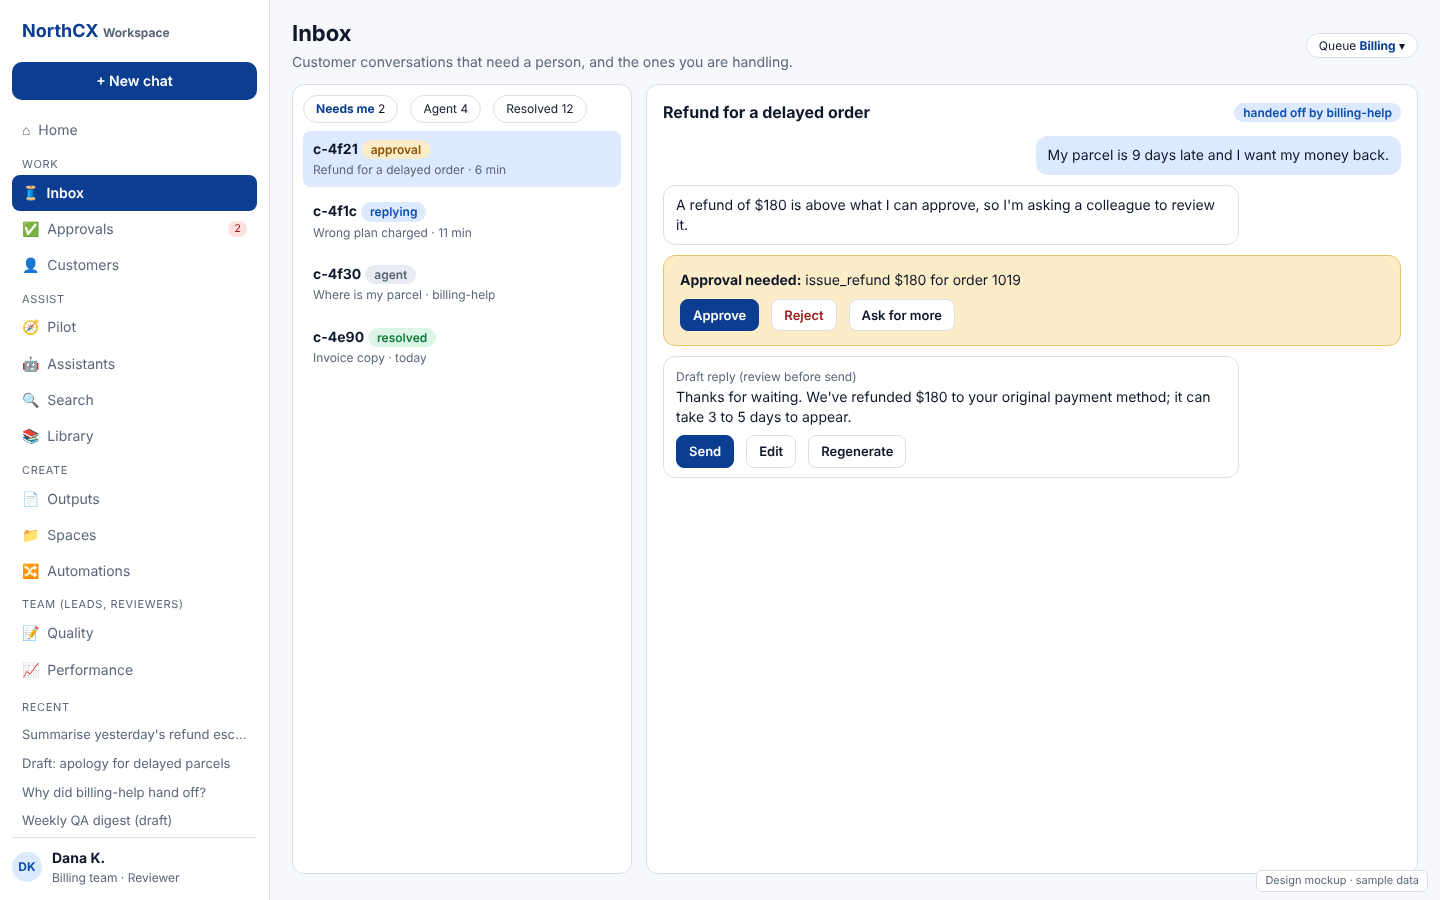 NorthCX Workspace
+ New chat
Home
WORK
Inbox
Approvals 2
Customers
ASSIST
Pilot
Assistants
Search
Library
CREATE
Outputs
Spaces
Automations
TEAM (LEADS, REVIEWERS)
Quality
Performance
RECENT
Summarise yesterday's refund esc...
Draft: apology for delayed parcels
Why did billing-help hand off?
Weekly QA digest (draft)
DK
Dana K.
Billing team · Reviewer
Inbox
Customer conversations that need a person, and the ones you are handling.
Queue Billing ▾
Needs me 2
Agent 4
Resolved 12
c-4f21 approval
Refund for a delayed order · 6 min
c-4f1c replying
Wrong plan charged · 11 min
c-4f30 agent
Where is my parcel · billing-help
c-4e90 resolved
Invoice copy · today
Refund for a delayed order
handed off by billing-help
My parcel is 9 days late and I want my money back.
A refund of $180 is above what I can approve, so I'm asking a colleague to review
it.
Approval needed: issue_refund $180 for order 1019
Approve
Reject
Ask for more
Draft reply (review before send)
Thanks for waiting. We've refunded $180 to your original payment method; it can
take 3 to 5 days to appear.
Send
Edit
Regenerate
Design mockup · sample data